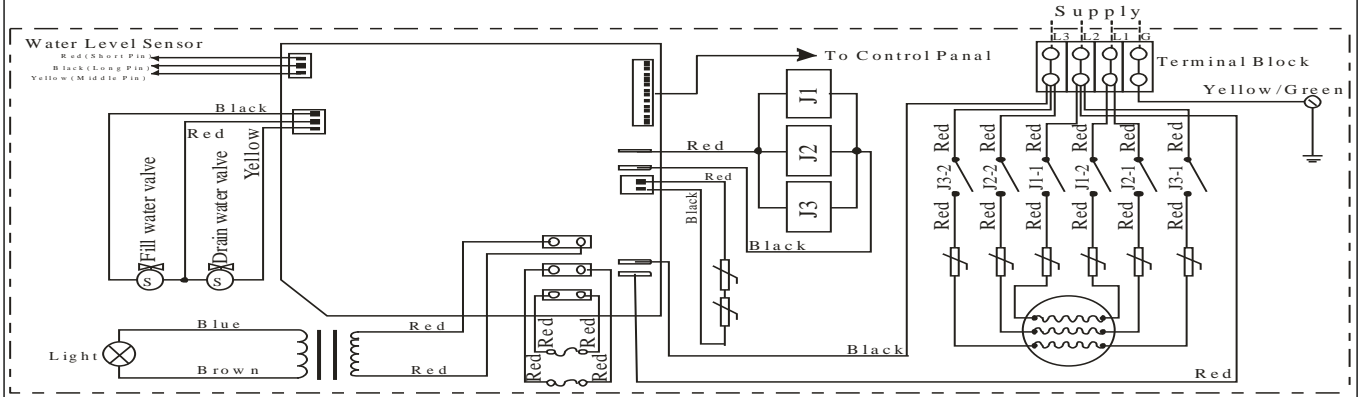 Supply
L3 L2 L1 G
Water Level Sensor
Red(Short Pin)
Black(Long Pin)
Yellow(Middle Pin)
To Control Panel
Terminal Block
Yellow/Green
Black
Red
Yellow
Fill water valve
Drain water valve
S
S
Red
Red
Black
Black
J1
J2
J3
Red Red Red Red Red Red
J3-2 J2-2 J1-1 J1-2 J2-1 J3-1
Red Red Red Red Red Red
Light
Blue
Brown
Red
Red
Red Red
Red Red
Black
Red